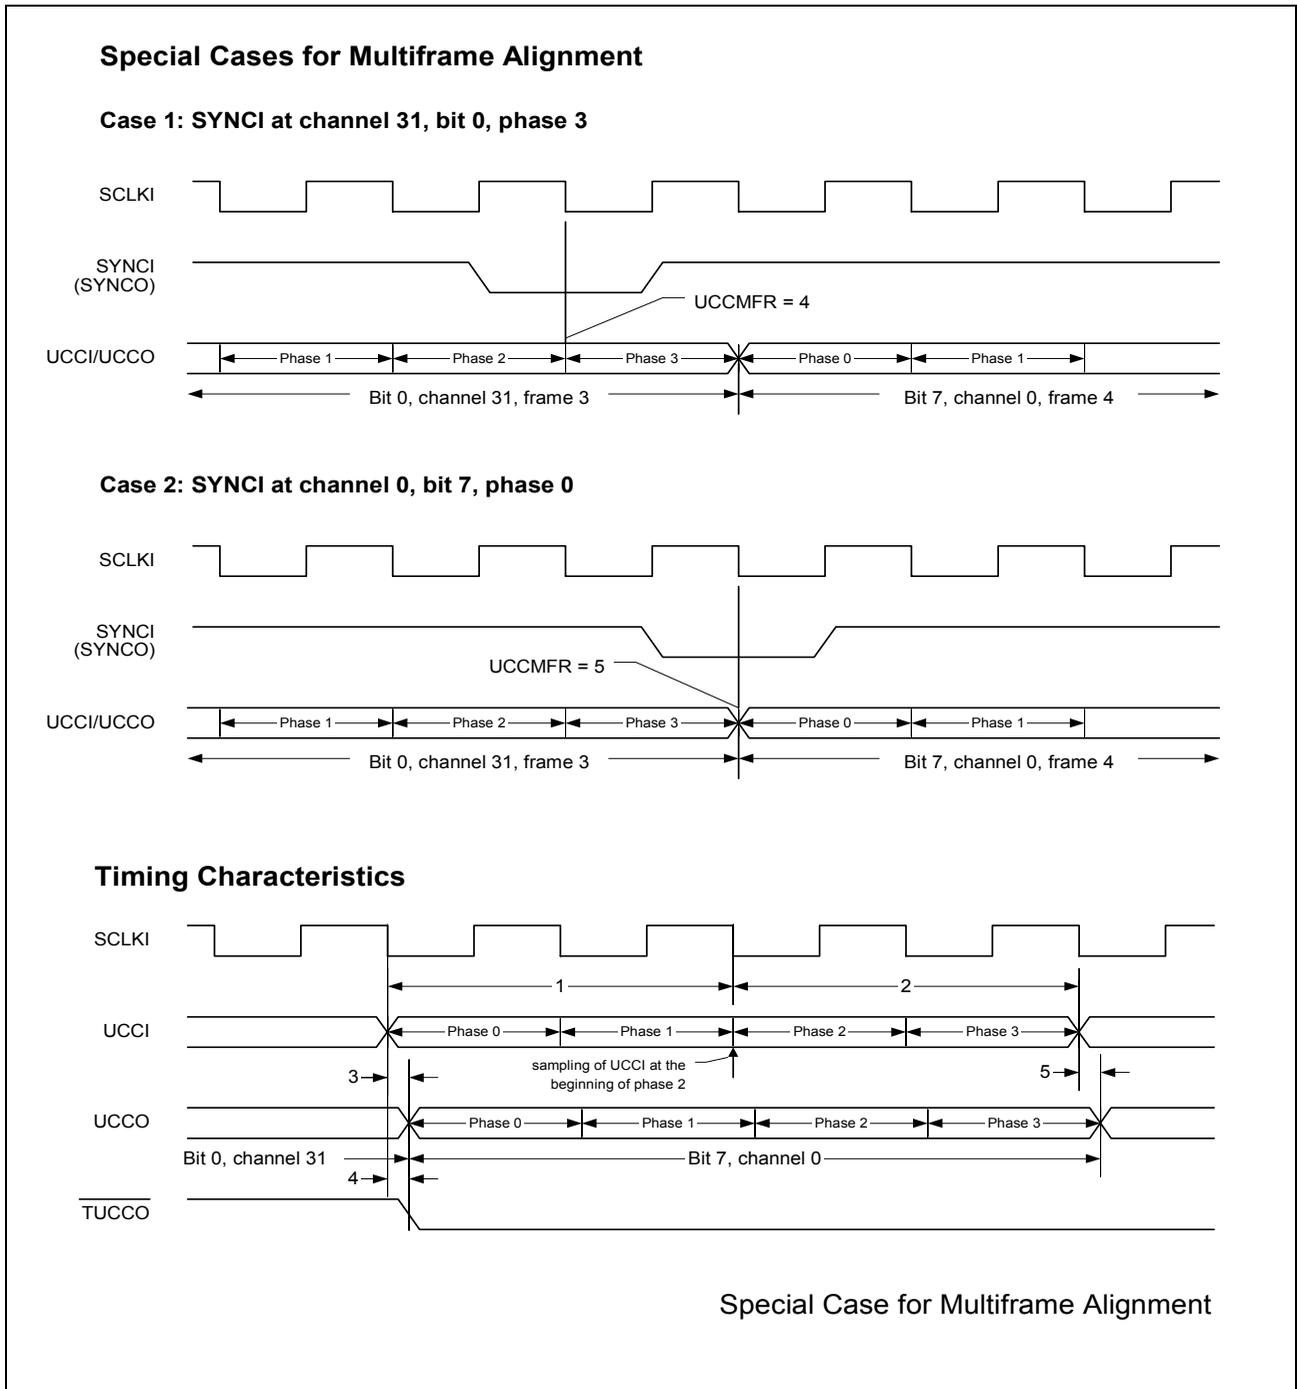 Special Cases for Multiframe Alignment
Case 1: SYNCI at channel 31, bit 0, phase 3
SCLKI
SYNCI
(SYNCO)
UCCMFR = 4
UCCI/UCCO
Phase 1
Phase 2
Phase 3
Phase 0
Phase 1
Bit 0, channel 31, frame 3
Bit 7, channel 0, frame 4
Case 2: SYNCI at channel 0, bit 7, phase 0
SCLKI
SYNCI
(SYNCO)
UCCMFR = 5
UCCI/UCCO
Phase 1
Phase 2
Phase 3
Phase 0
Phase 1
Bit 0, channel 31, frame 3
Bit 7, channel 0, frame 4
Timing Characteristics
SCLKI
1
2
UCCI
Phase 0
Phase 1
Phase 2
Phase 3
sampling of UCCI at the
beginning of phase 2
3
5
UCCO
Phase 0
Phase 1
Phase 2
Phase 3
Bit 0, channel 31
Bit 7, channel 0
4
TUCCO
Special Case for Multiframe Alignment